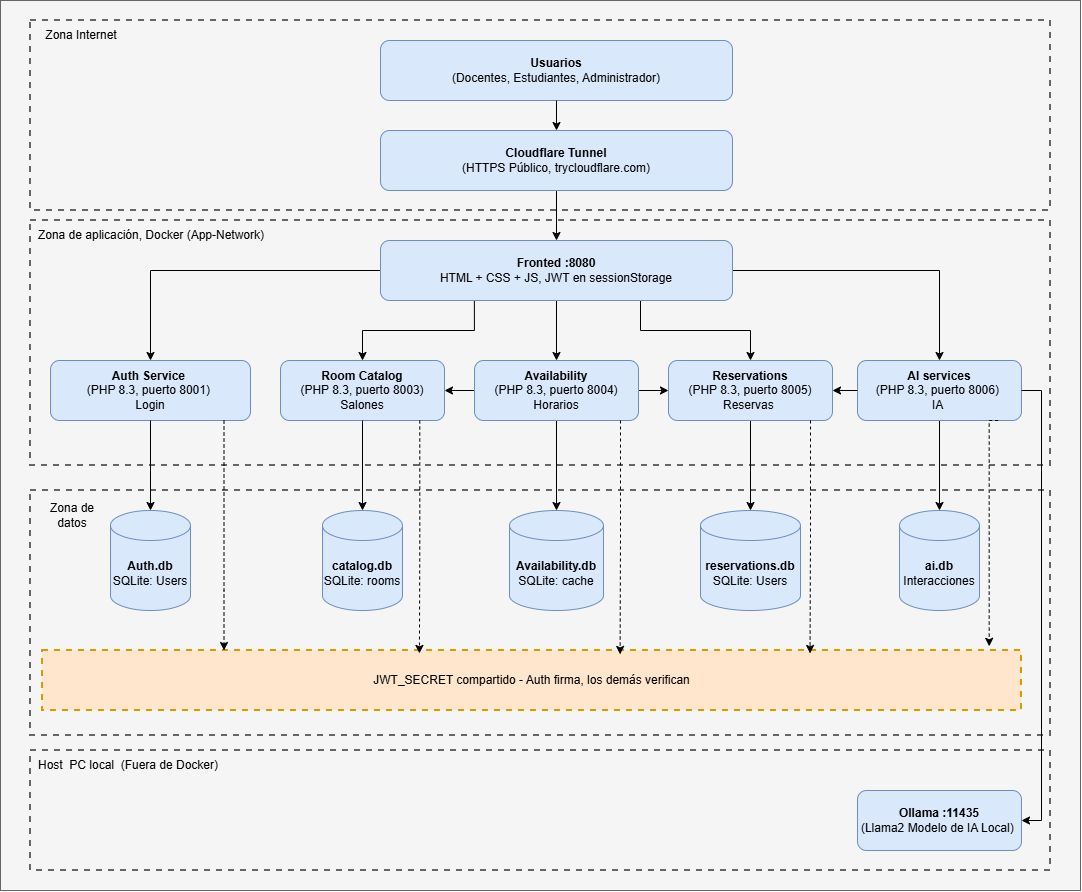 Zona Internet
Usuarios
(Docentes, Estudiantes, Administrador)
Cloudflare Tunnel
(HTTPS Público, trycloudflare.com)
Zona de aplicación, Docker (App-Network)
Fronted :8080
HTML + CSS + JS, JWT en sessionStorage
Auth Service
(PHP 8.3, puerto 8001)
Login
Room Catalog
(PHP 8.3, puerto 8003)
Salones
Availability
(PHP 8.3, puerto 8004)
Horarios
Reservations
(PHP 8.3, puerto 8005)
Reservas
AI services
(PHP 8.3, puerto 8006)
IA
Zona de
datos
Auth.db
SQLite: Users
catalog.db
SQLite: rooms
Availability.db
SQLite: cache
reservations.db
SQLite: Users
ai.db
Interacciones
JWT_SECRET compartido - Auth firma, los demás verifican
Host PC local (Fuera de Docker)
Ollama :11435
(Llama2 Modelo de IA Local)